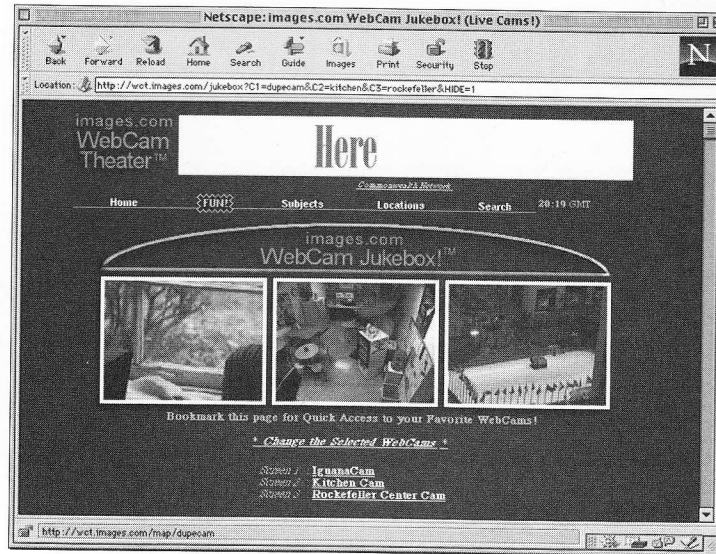 Netscape: images.com WebCam Jukebox! (Live Cams!)
Back Forward Reload Home Search Guide Images Print Security Stop
N
Location: http://wct.images.com/jukebox?C1=dupecam&C2=kitchen&C3=rockefeller&HIDE=1
images.com
WebCam
Theater™
Here
Commonwealth Network
Home FUN! Subjects Locations Search 20:19 GMT
images.com
WebCam Jukebox!™
Bookmark this page for Quick Access to your Favorite WebCams!
* Change the Selected WebCams *
Screen 1 IguanaCam
Screen 2 Kitchen Cam
Screen 3 Rockefeller Center Cam
http://wct.images.com/map/dupecam